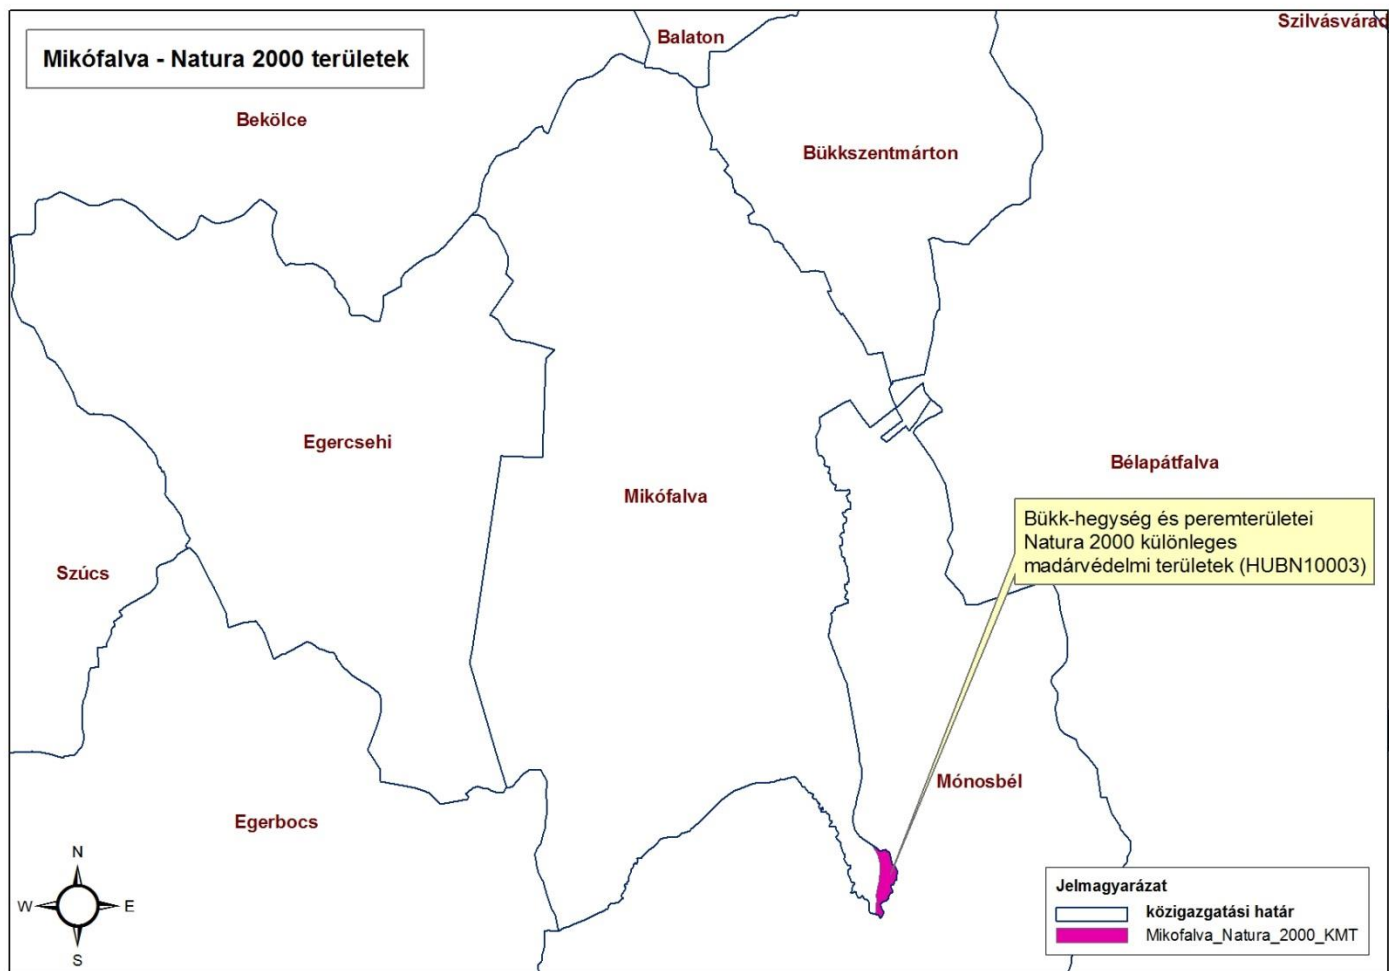 Mikófalva - Natura 2000 területek
Balaton
Szilvásvárad
Bekölce
Bükkszentmárton
Egercsehi
Bélapátfalva
Mikófalva
Bükk-hegység és peremterületei
Natura 2000 különleges
madárvédelmi területek (HUBN10003)
Szúcs
Mónosbél
Egerbocs
N
W
E
S
Jelmagyarázat
közigazgatási határ
Mikofalva_Natura_2000_KMT